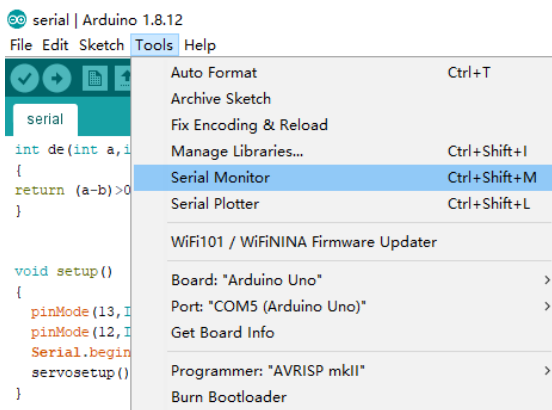 serial | Arduino 1.8.12
File Edit Sketch Tools Help
Auto Format Ctrl+T
Archive Sketch
Fix Encoding & Reload
Manage Libraries... Ctrl+Shift+I
Serial Monitor Ctrl+Shift+M
Serial Plotter Ctrl+Shift+L
WiFi101 / WiFiNINA Firmware Updater
Board: "Arduino Uno"
Port: "COM5 (Arduino Uno)"
Get Board Info
Programmer: "AVRISP mkII"
Burn Bootloader
serial
int de(int a,i
{
return (a-b)>0
}
void setup()
{
pinMode(13,I
pinMode(12,I
Serial.begin
servosetup()
}